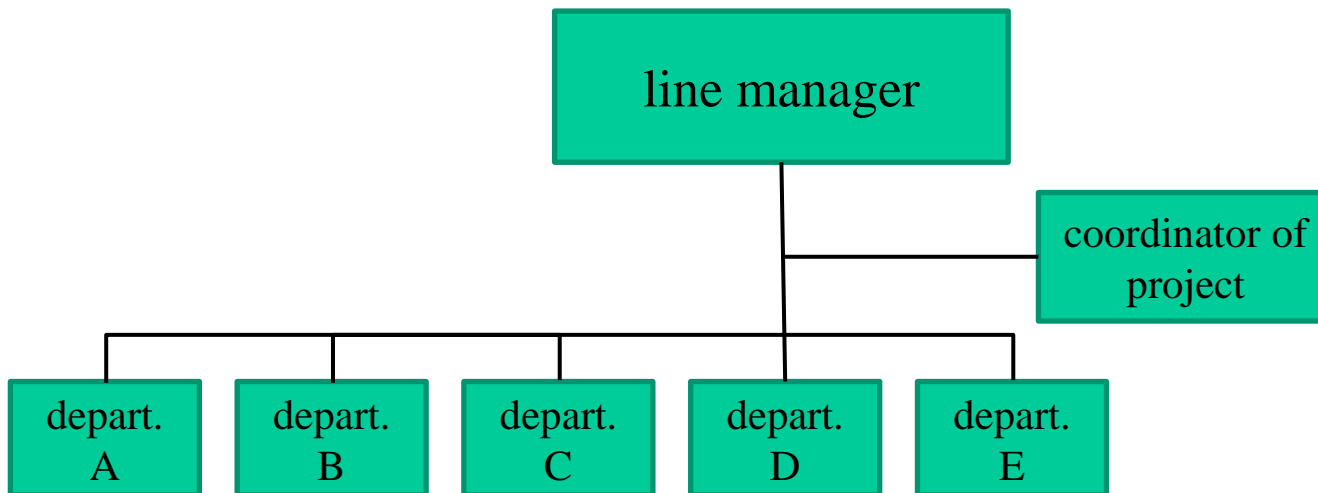 line manager
coordinator of
project
depart.
A
depart.
B
depart.
C
depart.
D
depart.
E